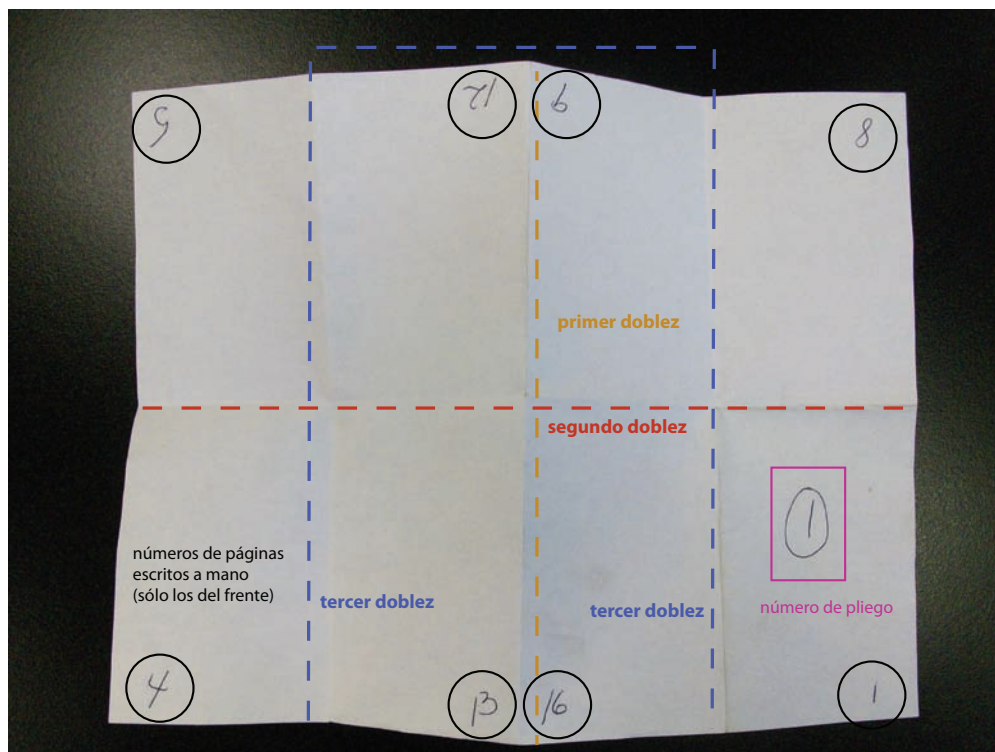 5 12 9 8
primer doblez
segundo doblez
1
números de páginas
escritos a mano
(sólo los del frente)
tercer doblez
tercer doblez
número de pliego
4 13 16 1